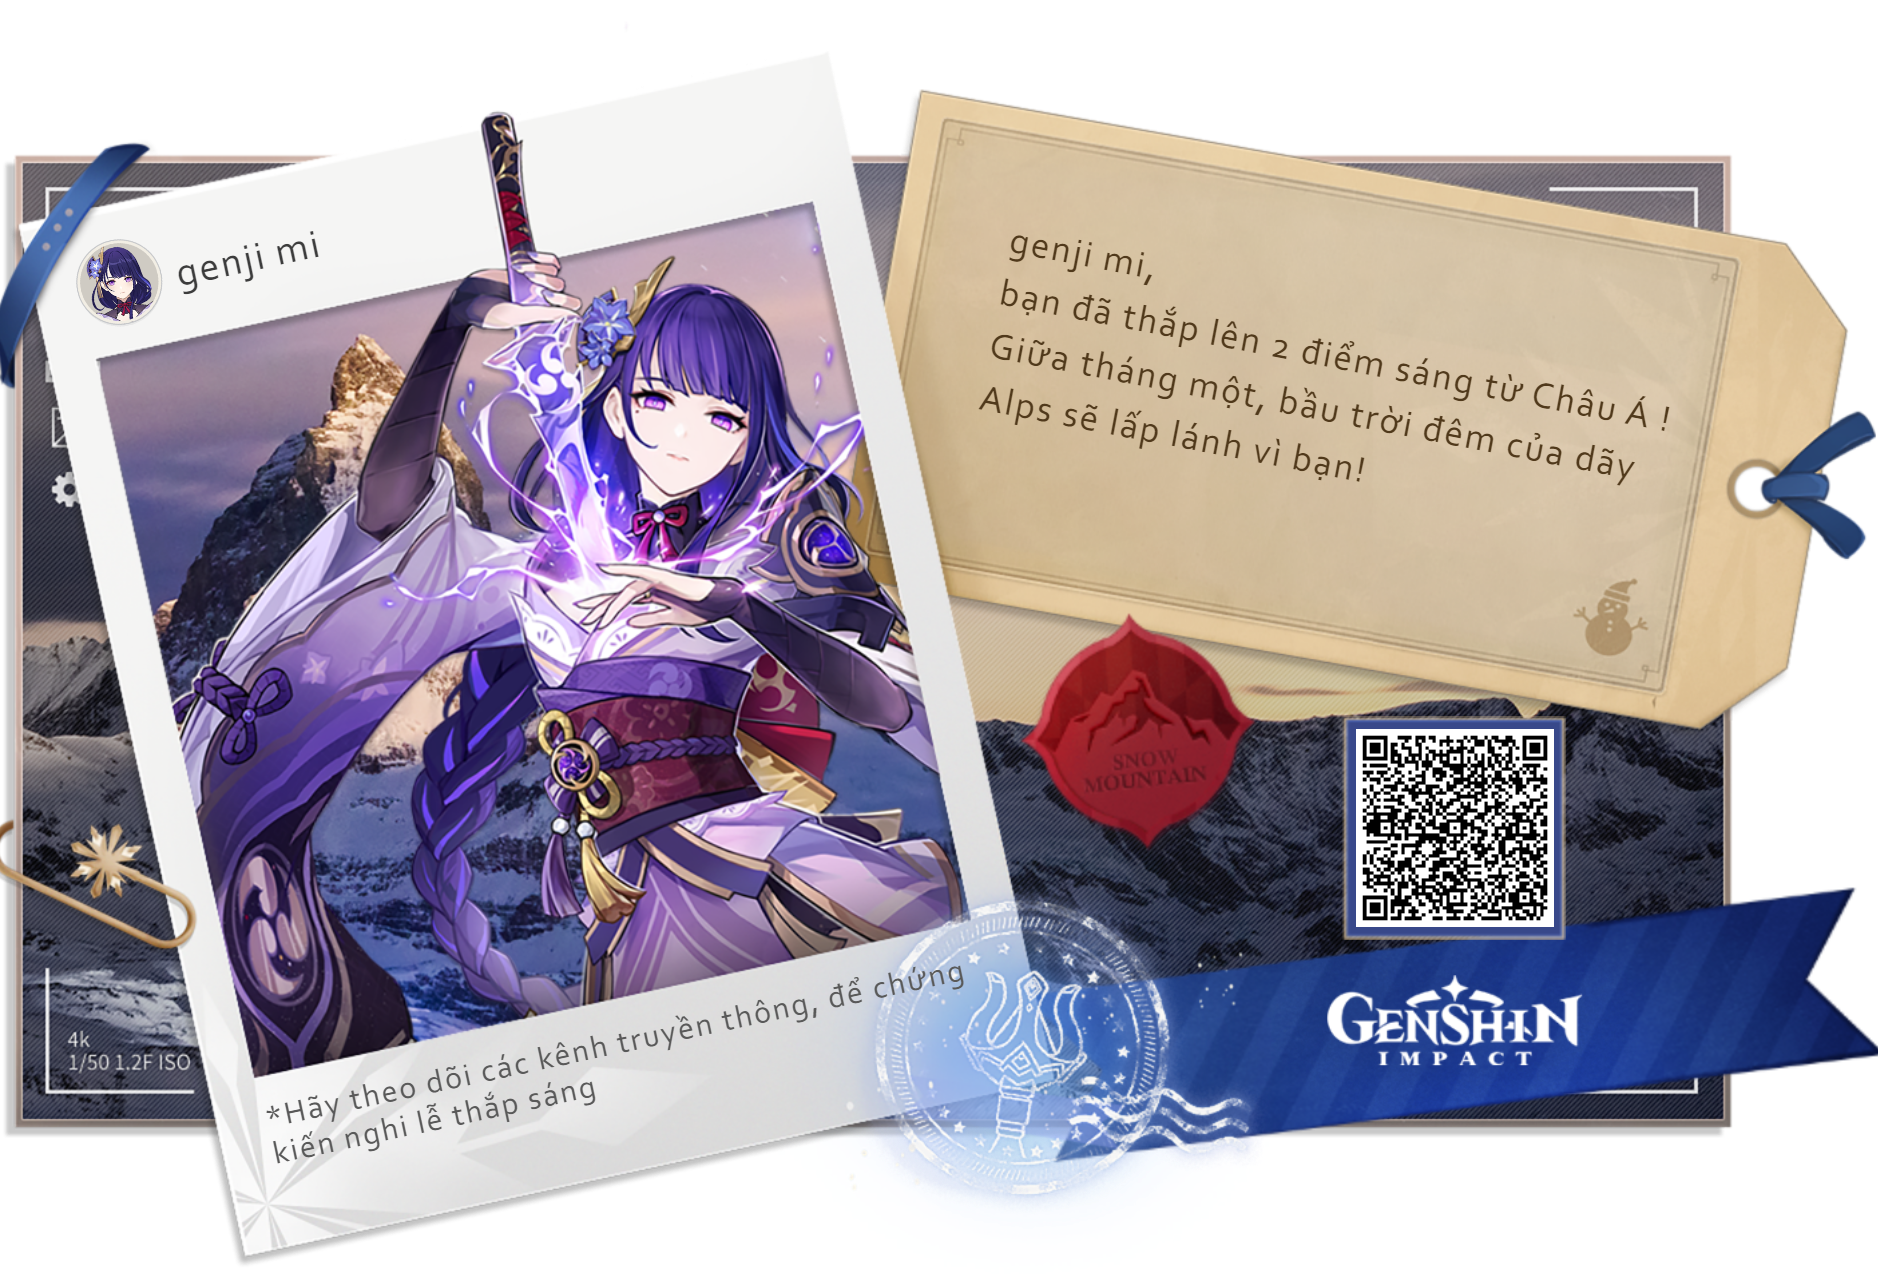 genji mi
*Hãy theo dõi các kênh truyền thông, để chứng
kiến nghi lễ thắp sáng
genji mi,
bạn đã thắp lên 2 điểm sáng từ Châu Á !
Giữa tháng một, bầu trời đêm của dãy
Alps sẽ lấp lánh vì bạn!
SNOW
MOUNTAIN
4k
1/50 1.2F ISO
GENSHIN
IMPACT